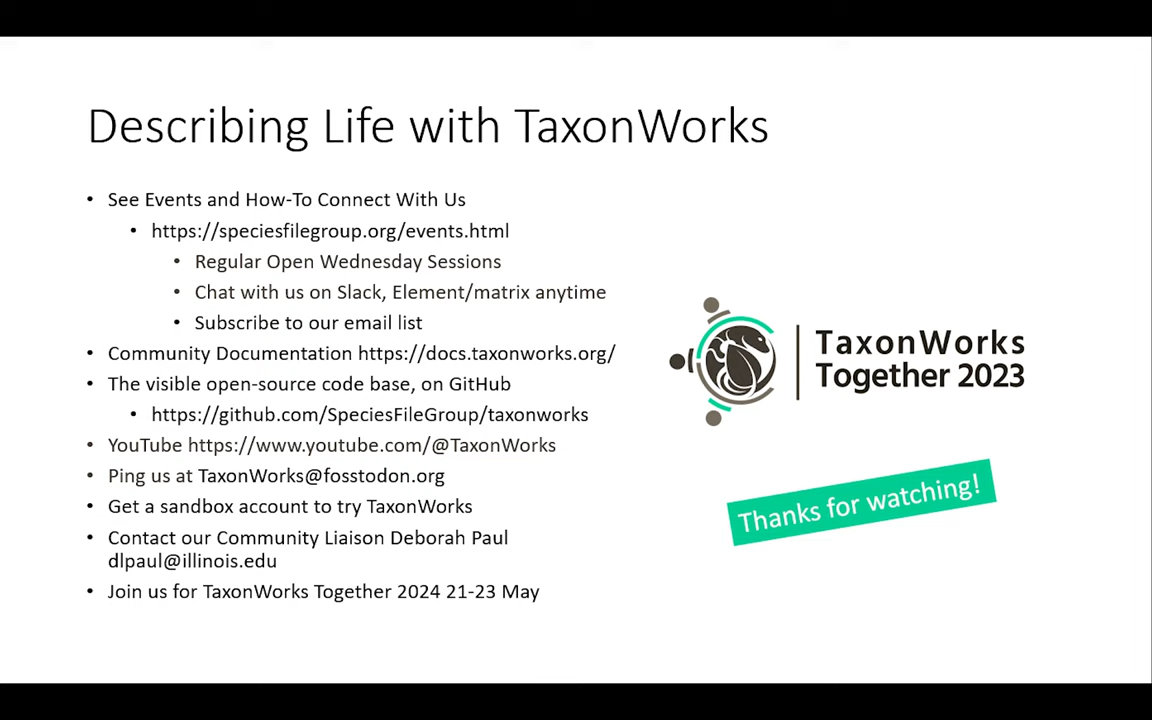 Describing Life with TaxonWorks
• See Events and How-To Connect With Us
• https://speciesfilegroup.org/events.html
• Regular Open Wednesday Sessions
• Chat with us on Slack, Element/matrix anytime
• Subscribe to our email list
• Community Documentation https://docs.taxonworks.org/
• The visible open-source code base, on GitHub
• https://github.com/SpeciesFileGroup/taxonworks
• YouTube https://www.youtube.com/@TaxonWorks
• Ping us at TaxonWorks@fosstodon.org
• Get a sandbox account to try TaxonWorks
• Contact our Community Liaison Deborah Paul
dlpaul@illinois.edu
• Join us for TaxonWorks Together 2024 21-23 May
TaxonWorks
Together 2023
Thanks for watching!